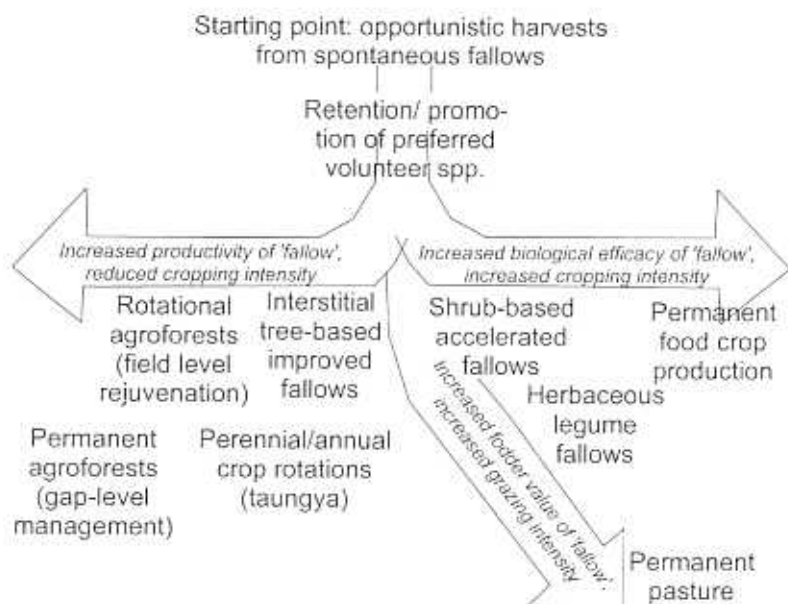 Starting point: opportunistic harvests
from spontaneous fallows
Retention/ promo-
tion of preferred
volunteer spp.
Increased productivity of 'fallow',
reduced cropping intensity
Increased biological efficacy of 'fallow',
increased cropping intensity
Rotational
agroforests
(field level
rejuvenation)
Interstitial
tree-based
improved
fallows
Shrub-based
accelerated
fallows
Permanent
food crop
production
Herbaceous
legume
fallows
Increased fodder value of 'fallow',
increased grazing intensity
Permanent
agroforests
(gap-level
management)
Perennial/annual
crop rotations
(taungya)
Permanent
pasture